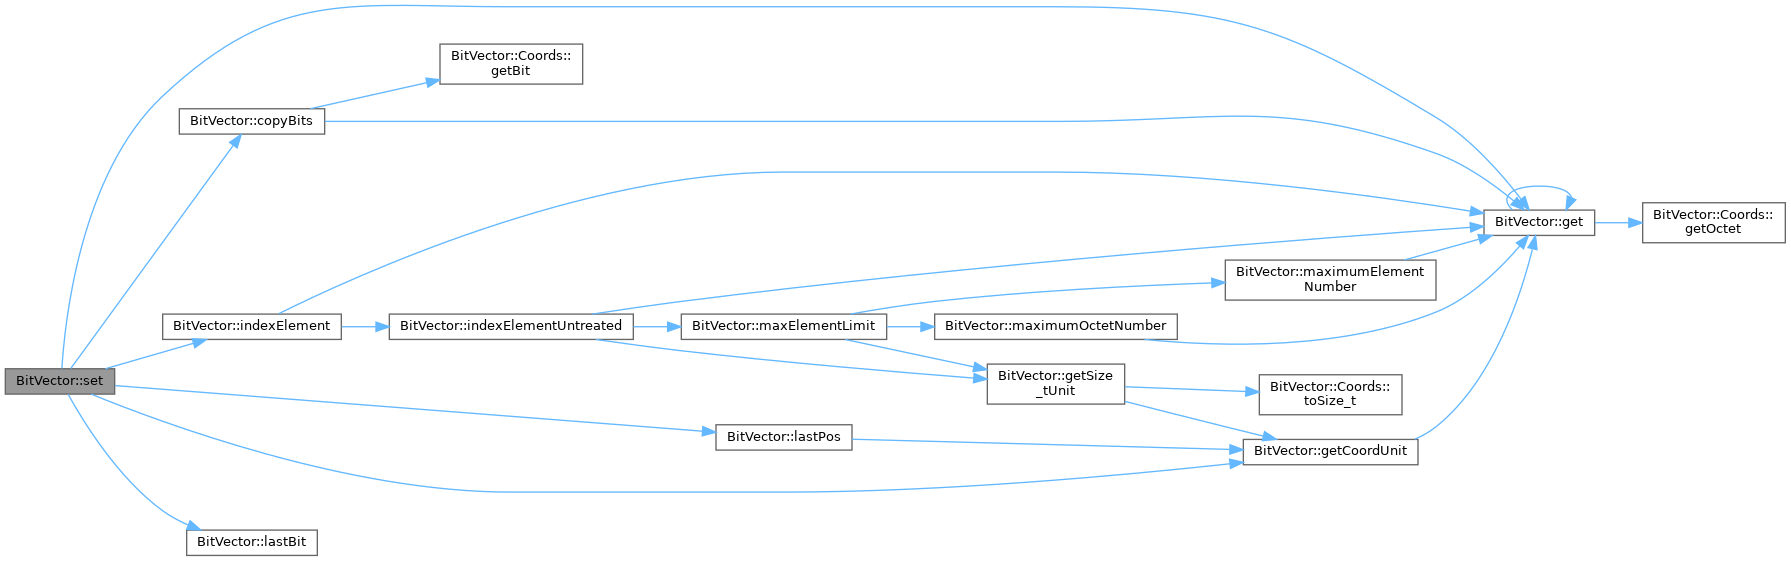 BitVector::Coords::
getBit
BitVector::copyBits
BitVector::get
BitVector::Coords::
getOctet
BitVector::maximumElement
Number
BitVector::indexElement
BitVector::indexElementUntreated
BitVector::maxElementLimit
BitVector::maximumOctetNumber
BitVector::set
BitVector::getSize
_tUnit
BitVector::Coords::
toSize_t
BitVector::lastPos
BitVector::getCoordUnit
BitVector::lastBit